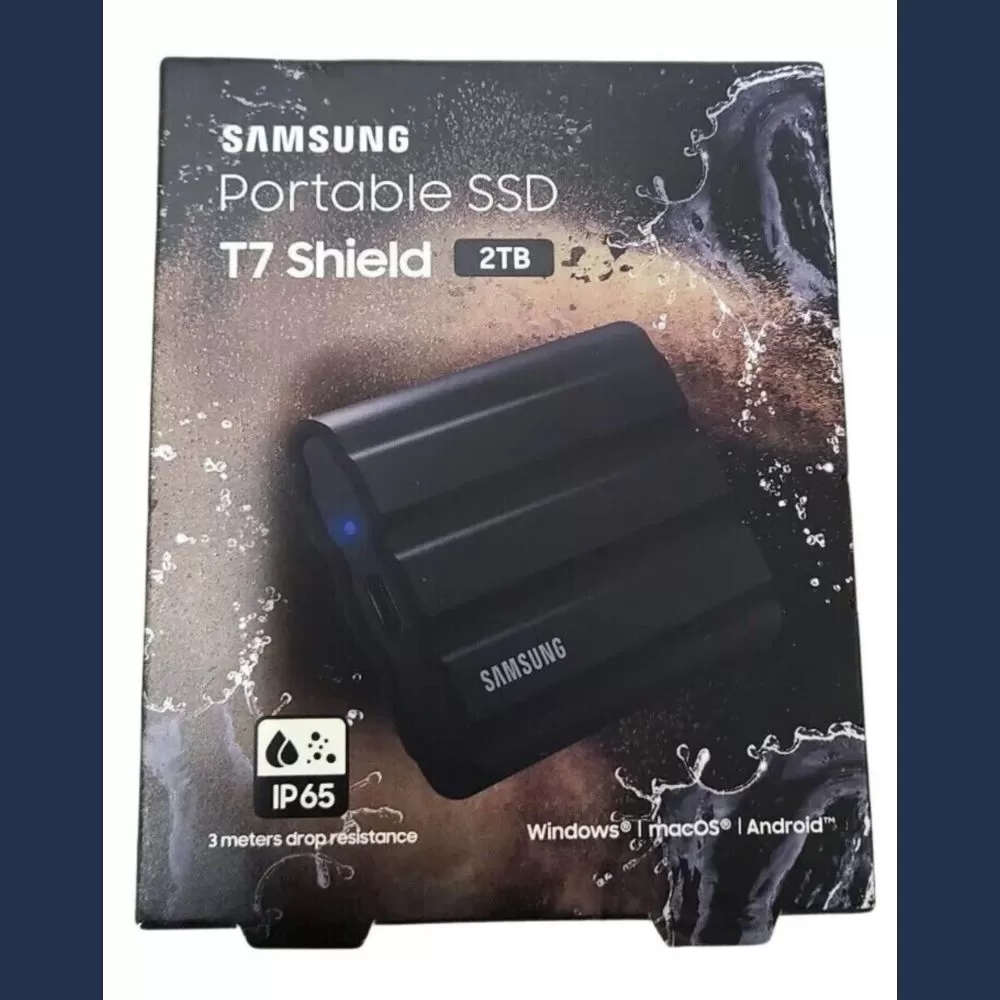 SAMSUNG
Portable SSD
T7 Shield 2TB
SAMSUNG
IP65
3 meters drop resistance
Windows® | macOS® | Android™